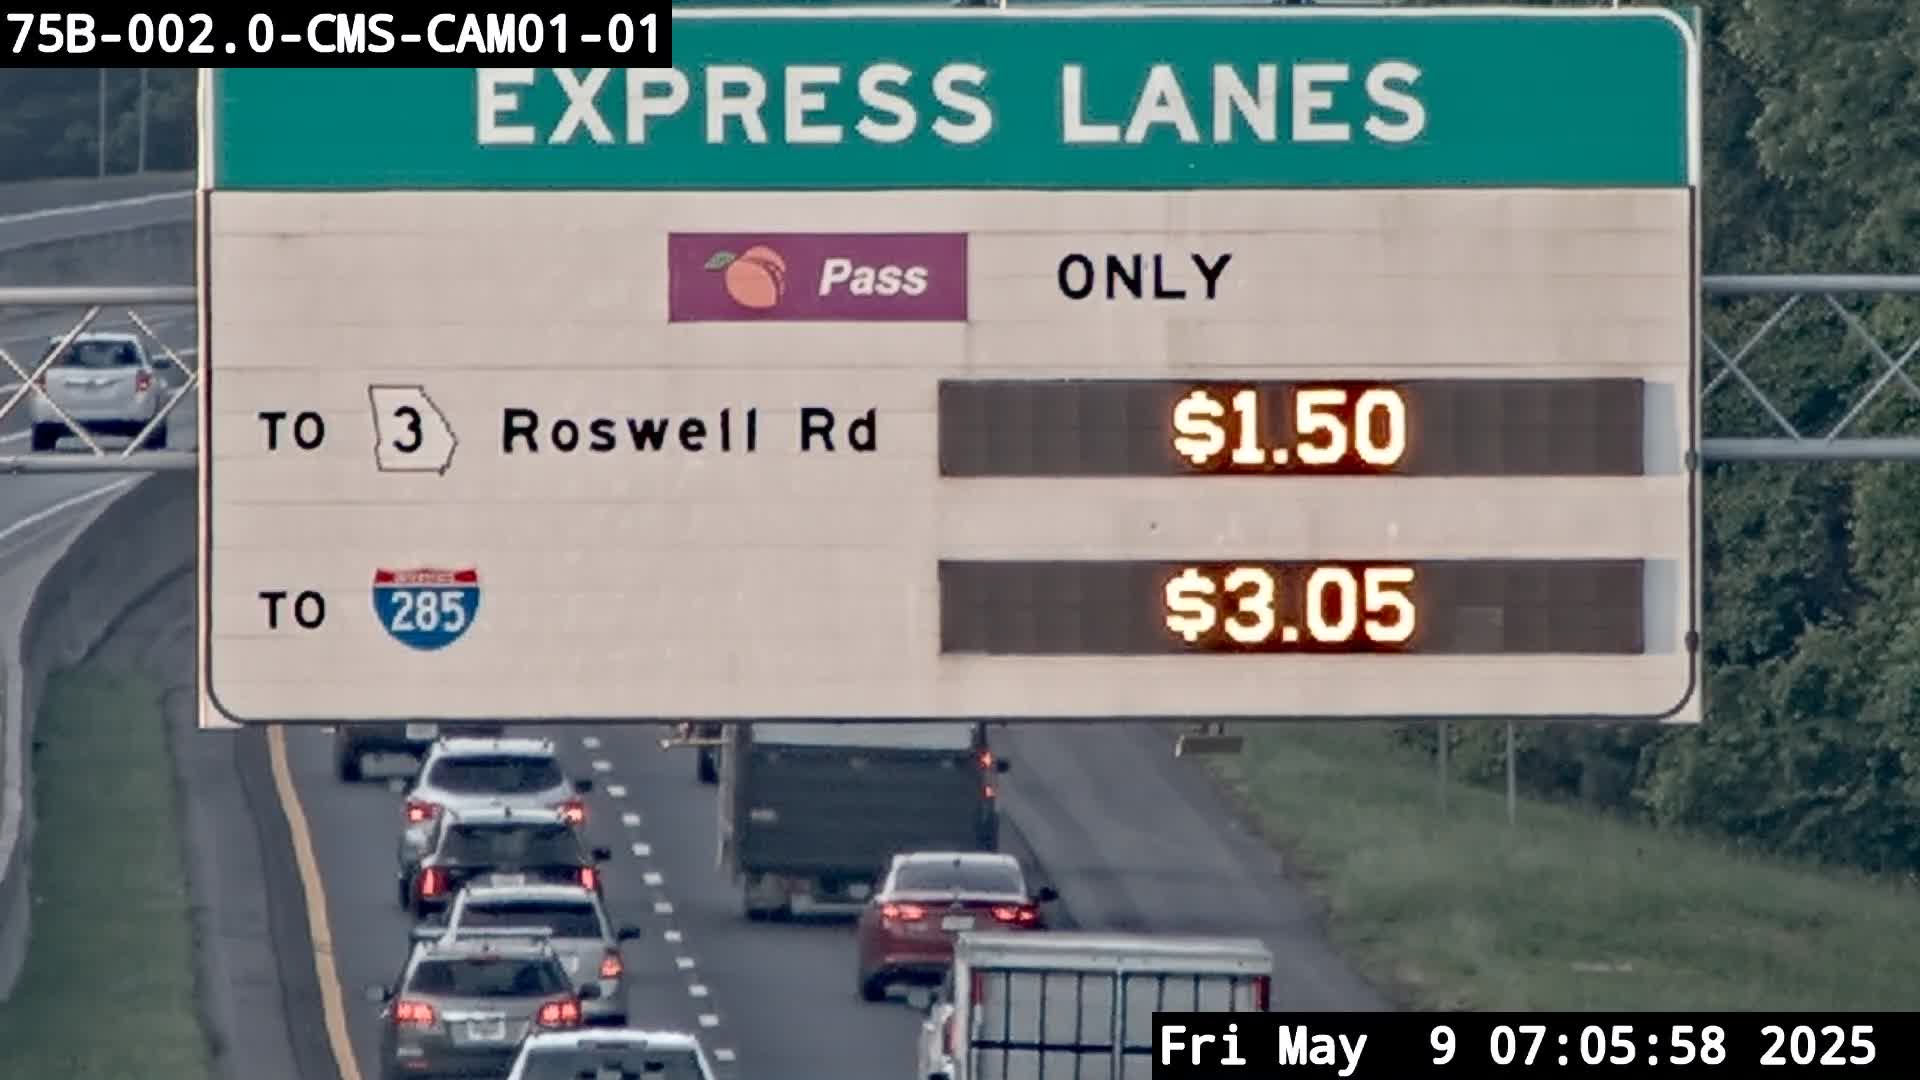 75B-002.0-CMS-CAM01-01
EXPRESS LANES
Pass ONLY
TO 3 Roswell Rd $1.50
TO 285 $3.05
Fri May 9 07:05:58 2025